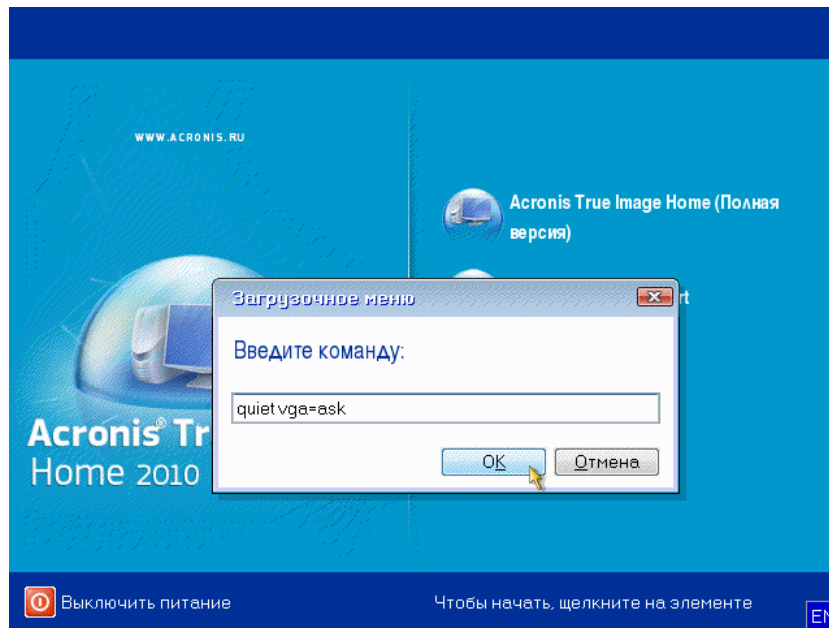 WWW.ACRONIS.RU
Acronis True Image Home (Полная
версия)
rt
Загрузочное меню
Введите команду:
quiet vga=ask
OK
Отмена
Acronis® Tr
Home 2010
Выключить питание
Чтобы начать, щелкните на элементе
EN